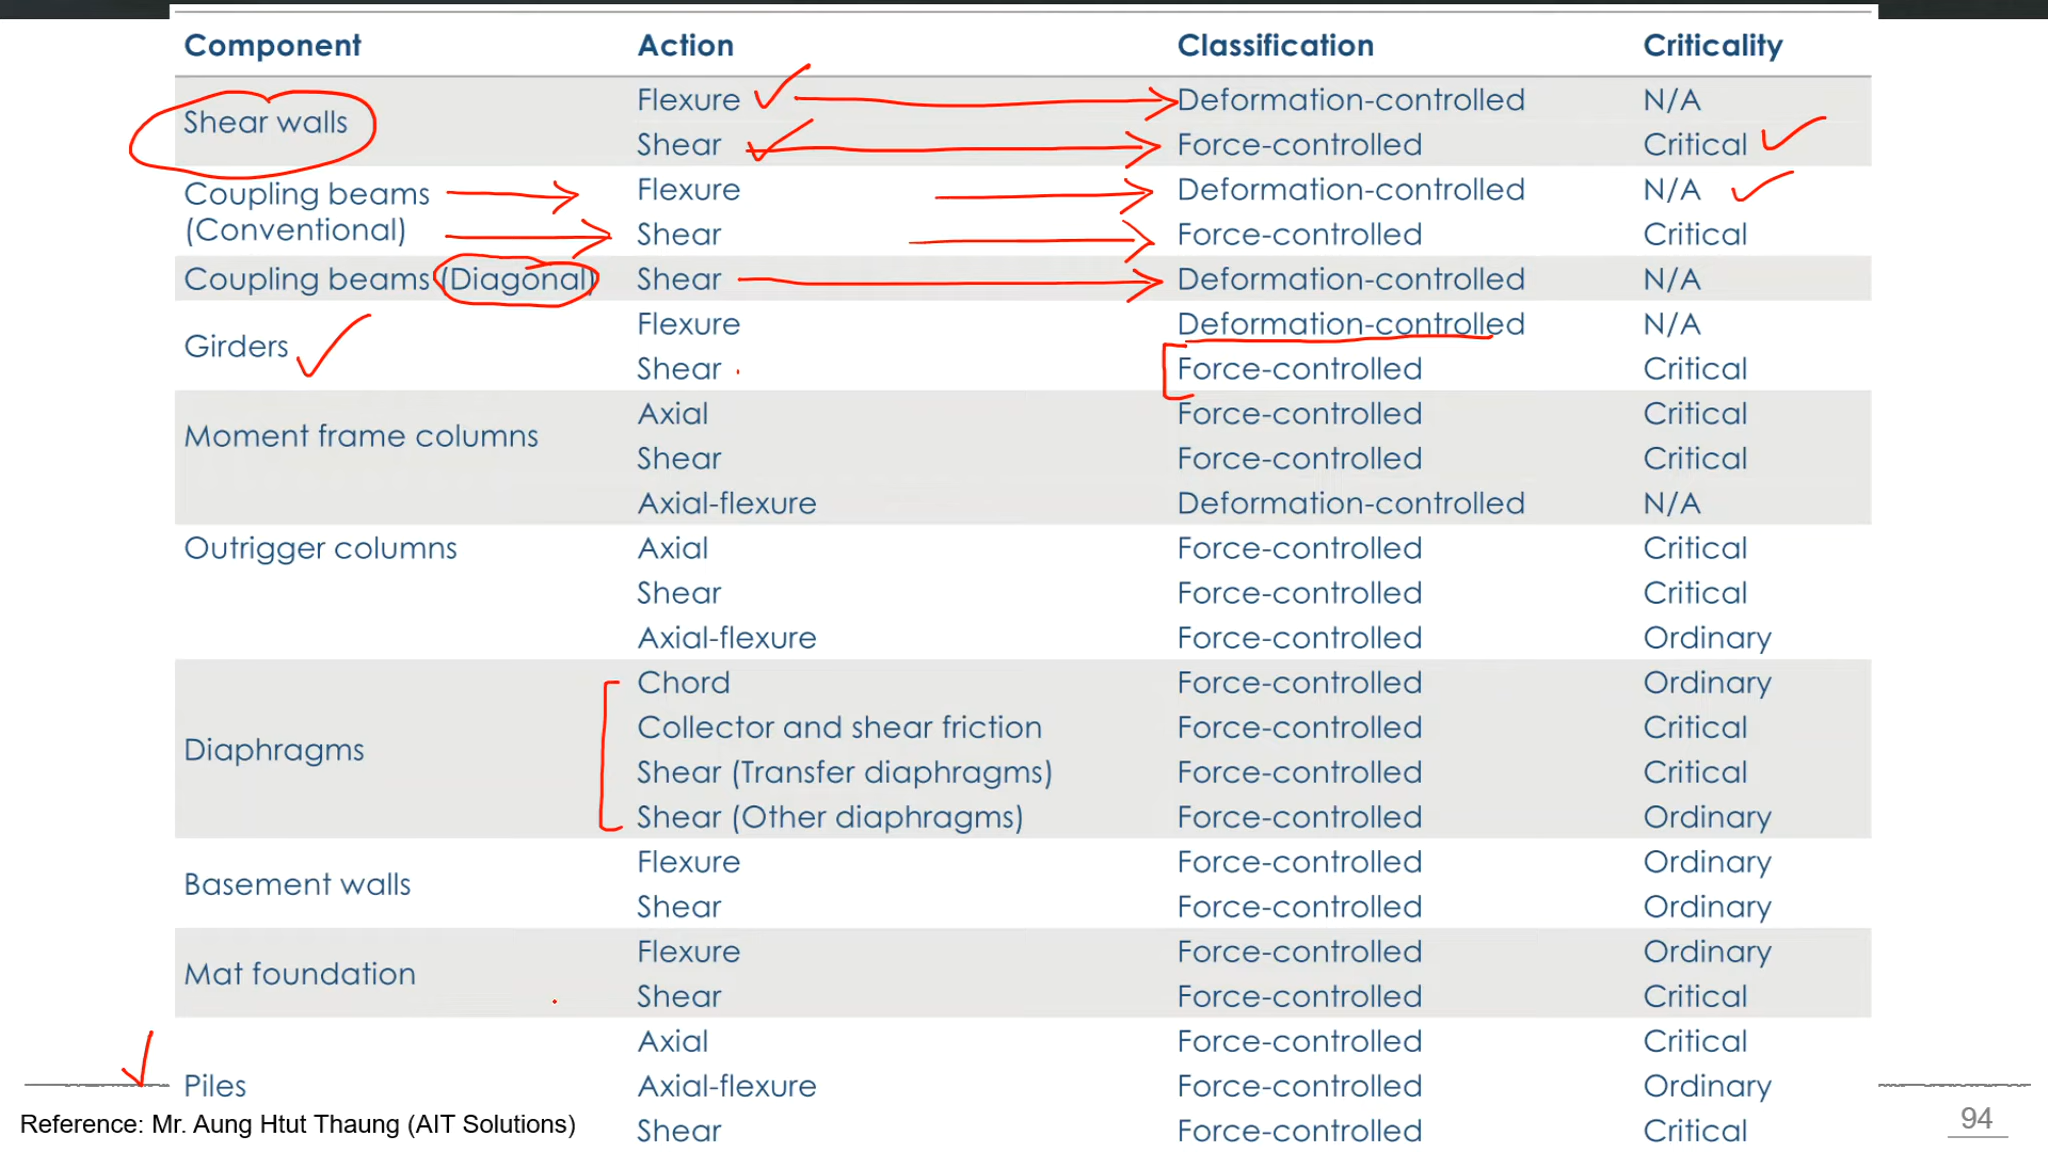 Component Action Classification Criticality
Shear walls Flexure Deformation-controlled N/A
Shear Force-controlled Critical
Coupling beams (Conventional) Flexure Deformation-controlled N/A
Shear Force-controlled Critical
Coupling beams (Diagonal) Shear Deformation-controlled N/A
Girders Flexure Deformation-controlled N/A
Shear Force-controlled Critical
Moment frame columns Axial Force-controlled Critical
Shear Force-controlled Critical
Axial-flexure Deformation-controlled N/A
Outrigger columns Axial Force-controlled Critical
Shear Force-controlled Critical
Axial-flexure Force-controlled Ordinary
Diaphragms Chord Force-controlled Ordinary
Collector and shear friction Force-controlled Critical
Shear (Transfer diaphragms) Force-controlled Critical
Shear (Other diaphragms) Force-controlled Ordinary
Basement walls Flexure Force-controlled Ordinary
Shear Force-controlled Ordinary
Mat foundation Flexure Force-controlled Ordinary
Shear Force-controlled Critical
Axial Force-controlled Critical
Piles Axial-flexure Force-controlled Ordinary
Shear Force-controlled Critical
Reference: Mr. Aung Htut Thaung (AIT Solutions)
94